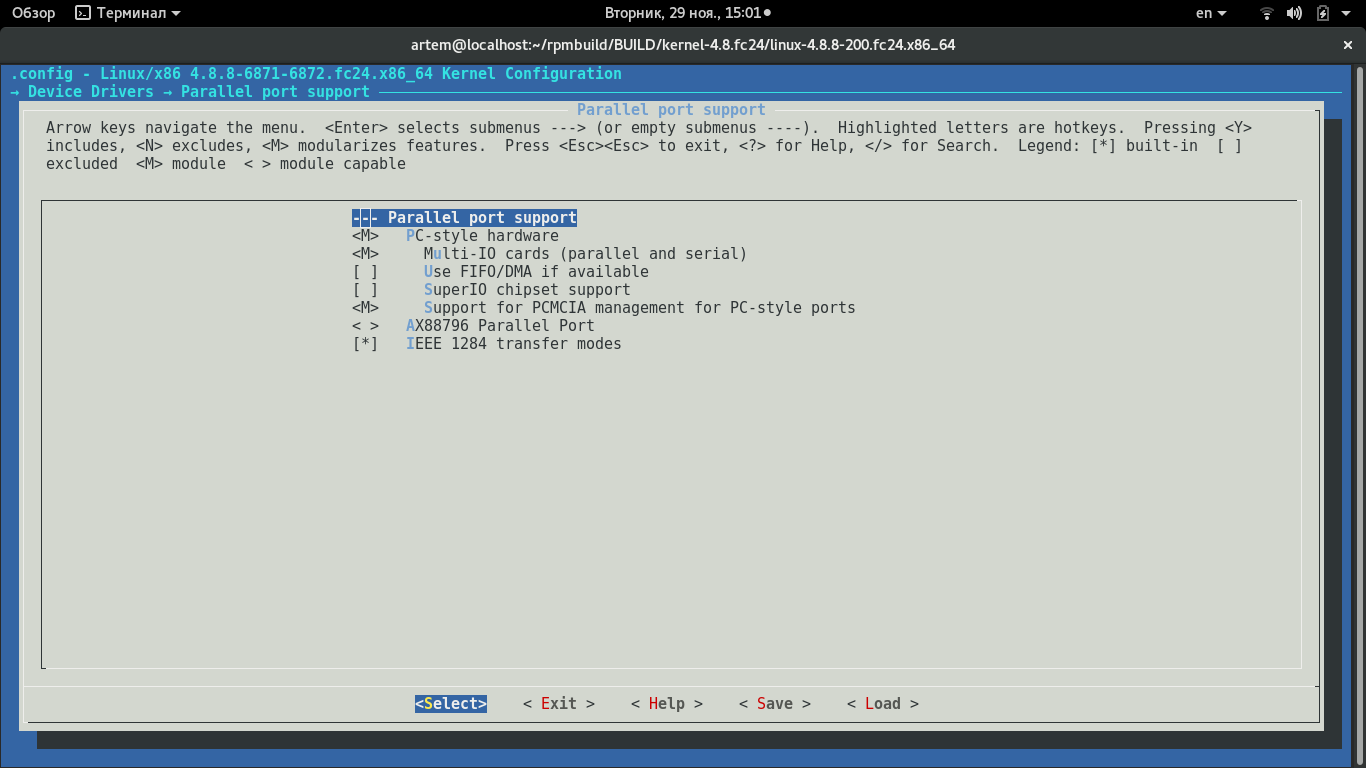 Обзор Терминал Вторник, 29 ноя., 15:01 en
artem@localhost:~/rpmbuild/BUILD/kernel-4.8.fc24/linux-4.8.8-200.fc24.x86_64
.config - Linux/x86 4.8.8-6871-6872.fc24.x86_64 Kernel Configuration
→ Device Drivers → Parallel port support
Parallel port support
Arrow keys navigate the menu.  <Enter> selects submenus ---> (or empty submenus ----).  Highlighted letters are hotkeys.  Pressing <Y>
includes, <N> excludes, <M> modularizes features.  Press <Esc><Esc> to exit, <?> for Help, </> for Search.  Legend: [*] built-in  [ ]
excluded  <M> module  < > module capable
--- Parallel port support
<M>   PC-style hardware
<M>     Multi-IO cards (parallel and serial)
[ ]     Use FIFO/DMA if available
[ ]     SuperIO chipset support
<M>     Support for PCMCIA management for PC-style ports
< >   AX88796 Parallel Port
[*]   IEEE 1284 transfer modes
<Select>    < Exit >    < Help >    < Save >    < Load >